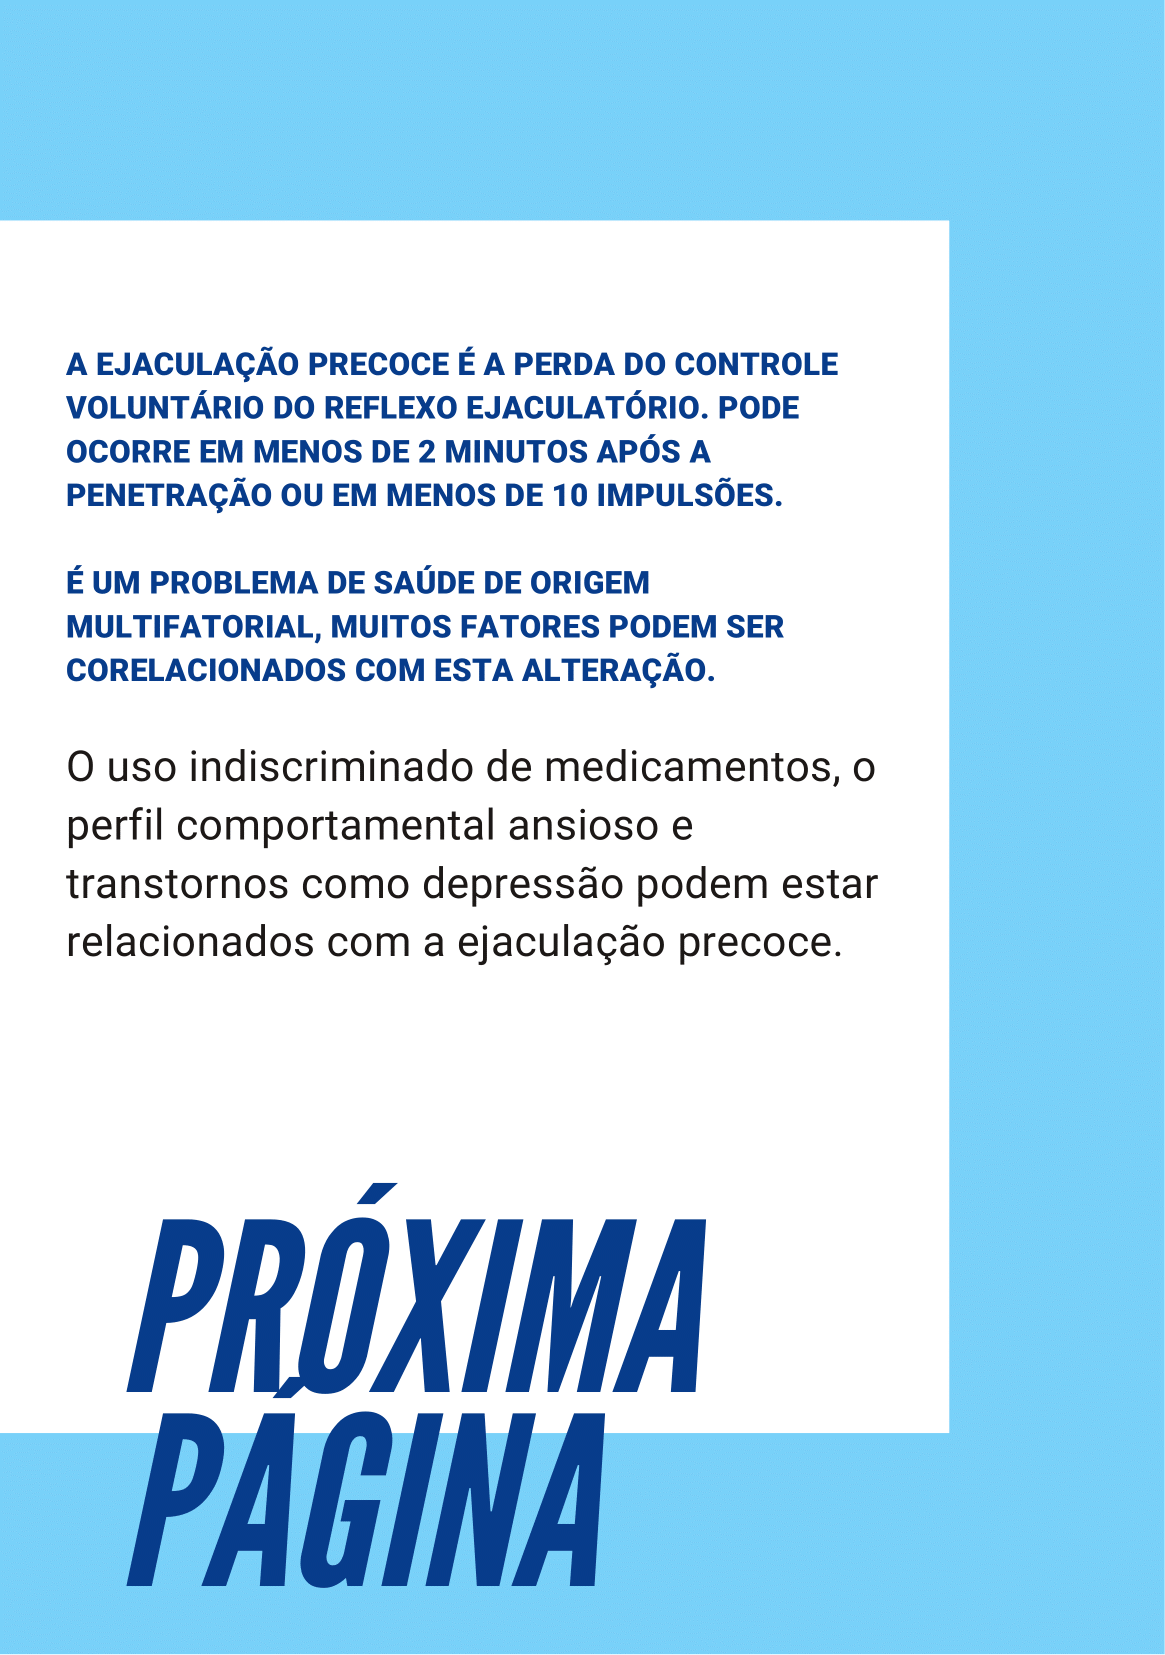 A EJACULAÇÃO PRECOCE É A PERDA DO CONTROLE
VOLUNTÁRIO DO REFLEXO EJACULATÓRIO. PODE
OCORRE EM MENOS DE 2 MINUTOS APÓS A
PENETRAÇÃO OU EM MENOS DE 10 IMPULSÕES.
É UM PROBLEMA DE SAÚDE DE ORIGEM
MULTIFATORIAL, MUITOS FATORES PODEM SER
CORELACIONADOS COM ESTA ALTERAÇÃO.
O uso indiscriminado de medicamentos, o
perfil comportamental ansioso e
transtornos como depressão podem estar
relacionados com a ejaculação precoce.
PRÓXIMA
PÁGINA